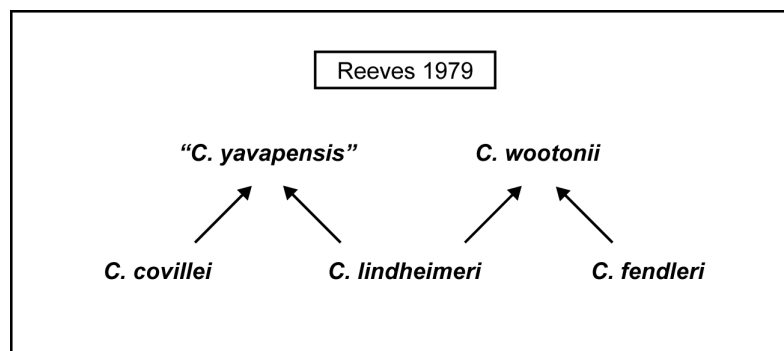 Reeves 1979
“C. yavapensis” C. wootonii
C. covillei C. lindheimeri C. fendleri